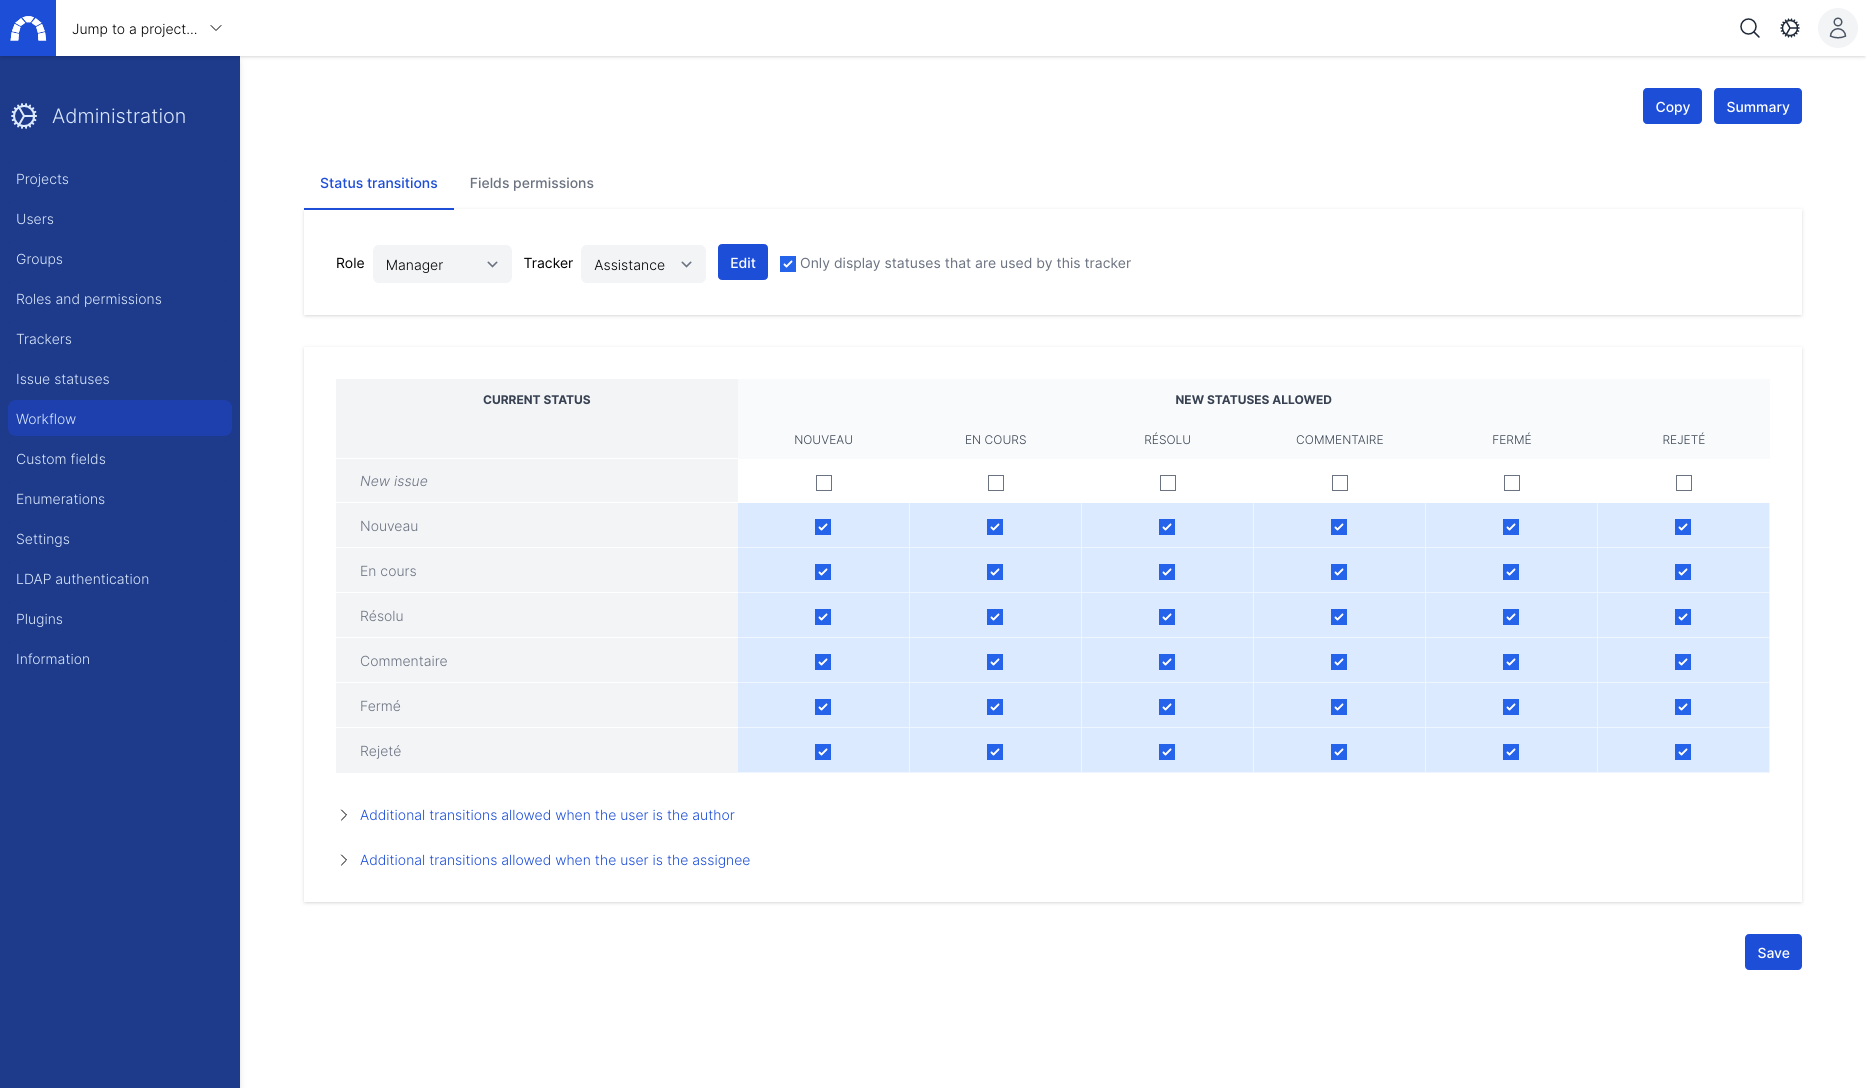 Jump to a project...
Administration
Projects
Users
Groups
Roles and permissions
Trackers
Issue statuses
Workflow
Custom fields
Enumerations
Settings
LDAP authentication
Plugins
Information
Copy Summary
Status transitions Fields permissions
Role Manager Tracker Assistance Edit Only display statuses that are used by this tracker
CURRENT STATUS NEW STATUSES ALLOWED
NOUVEAU EN COURS RÉSOLU COMMENTAIRE FERMÉ REJETÉ
New issue
Nouveau
En cours
Résolu
Commentaire
Fermé
Rejeté
Additional transitions allowed when the user is the author
Additional transitions allowed when the user is the assignee
Save